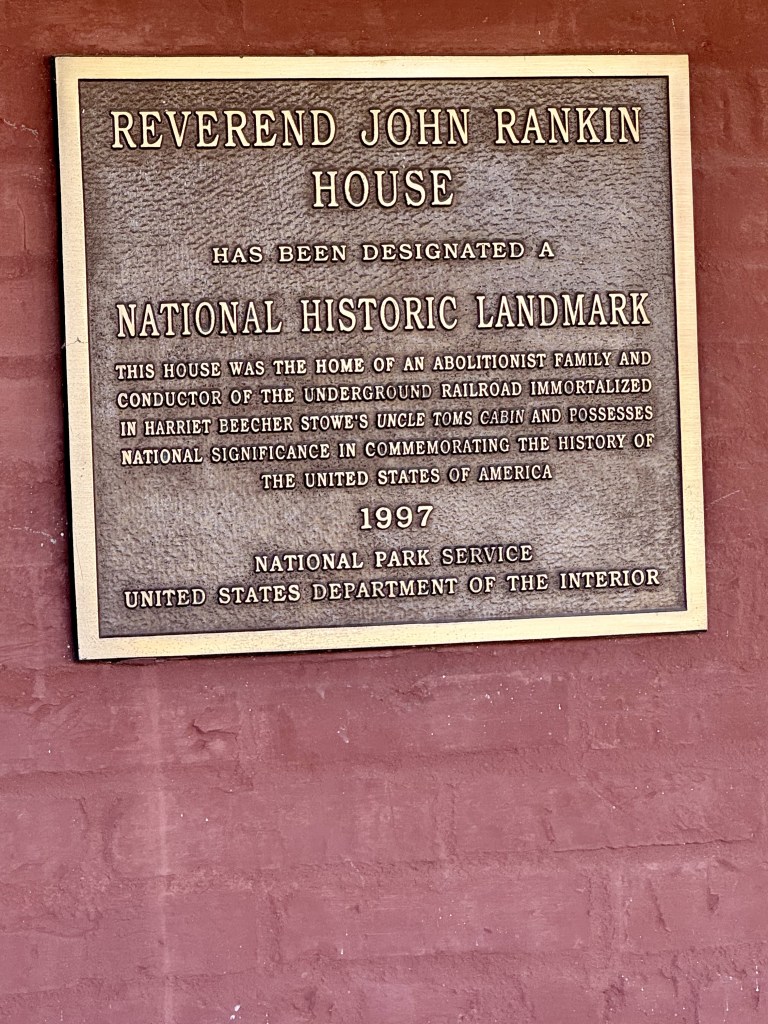 REVEREND JOHN RANKIN
HOUSE
HAS BEEN DESIGNATED A
NATIONAL HISTORIC LANDMARK
THIS HOUSE WAS THE HOME OF AN ABOLITIONIST FAMILY AND
CONDUCTOR OF THE UNDERGROUND RAILROAD IMMORTALIZED
IN HARRIET BEECHER STOWE'S UNCLE TOMS CABIN AND POSSESSES
NATIONAL SIGNIFICANCE IN COMMEMORATING THE HISTORY OF
THE UNITED STATES OF AMERICA
1997
NATIONAL PARK SERVICE
UNITED STATES DEPARTMENT OF THE INTERIOR